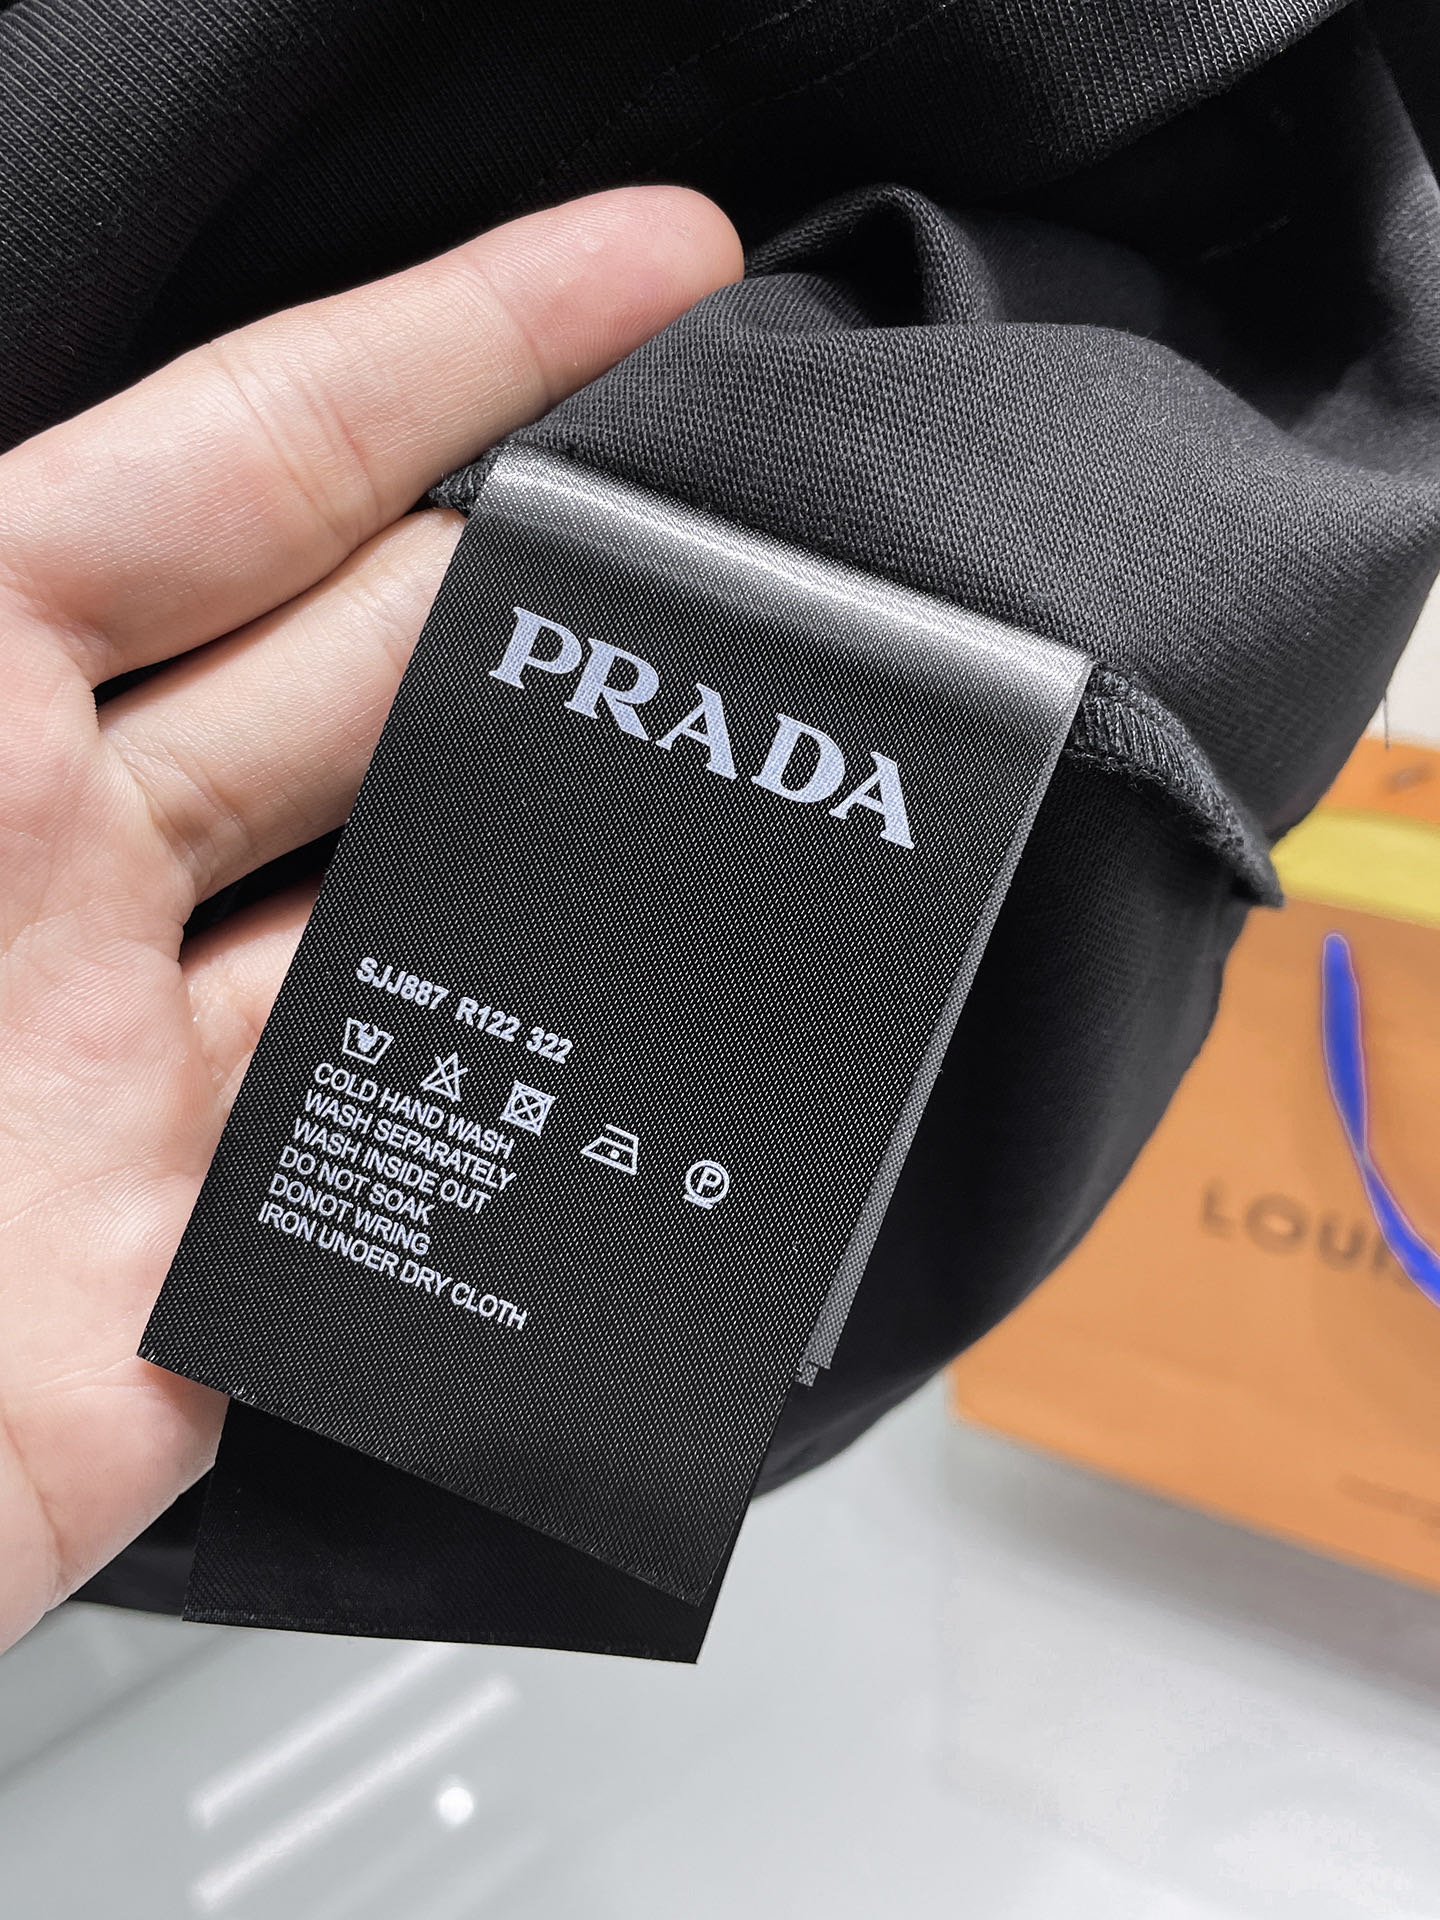 PRADA
SJJ887 R122 322
P
COLD HAND WASH
WASH SEPARATELY
WASH INSIDE OUT
DO NOT SOAK
DONOT WRING
IRON UNOER DRY CLOTH
LOUIS